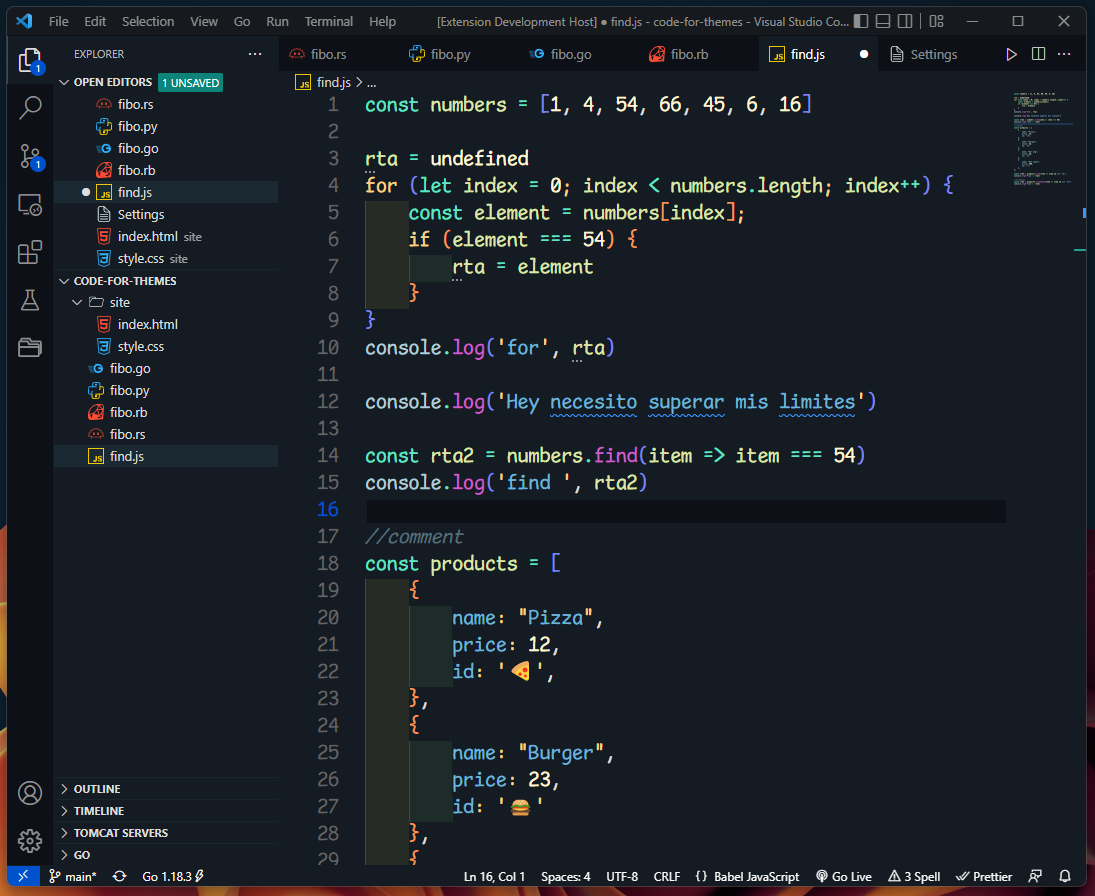 File Edit Selection View Go Run Terminal Help [Extension Development Host] ● find.js - code-for-themes - Visual Studio Co...
EXPLORER ...
OPEN EDITORS 1 UNSAVED
fibo.rs
fibo.py
fibo.go
fibo.rb
find.js
Settings
index.html site
style.css site
CODE-FOR-THEMES
site
index.html
style.css
fibo.go
fibo.py
fibo.rb
fibo.rs
find.js
OUTLINE
TIMELINE
TOMCAT SERVERS
GO
1
1
fibo.rs fibo.py fibo.go fibo.rb find.js Settings ...
find.js > ...
1 const numbers = [1, 4, 54, 66, 45, 6, 16]
2
3 rta = undefined
4 for (let index = 0; index < numbers.length; index++) {
5 const element = numbers[index];
6 if (element === 54) {
7 rta = element
8 }
9 }
10 console.log('for', rta)
11
12 console.log('Hey necesito superar mis limites')
13
14 const rta2 = numbers.find(item => item === 54)
15 console.log('find ', rta2)
16
17 //comment
18 const products = [
19 {
20 name: "Pizza",
21 price: 12,
22 id: '🍕',
23 },
24 {
25 name: "Burger",
26 price: 23,
27 id: '🍔'
28 },
29 {
main* Go 1.18.3 Ln 16, Col 1 Spaces: 4 UTF-8 CRLF {} Babel JavaScript Go Live 3 Spell Prettier